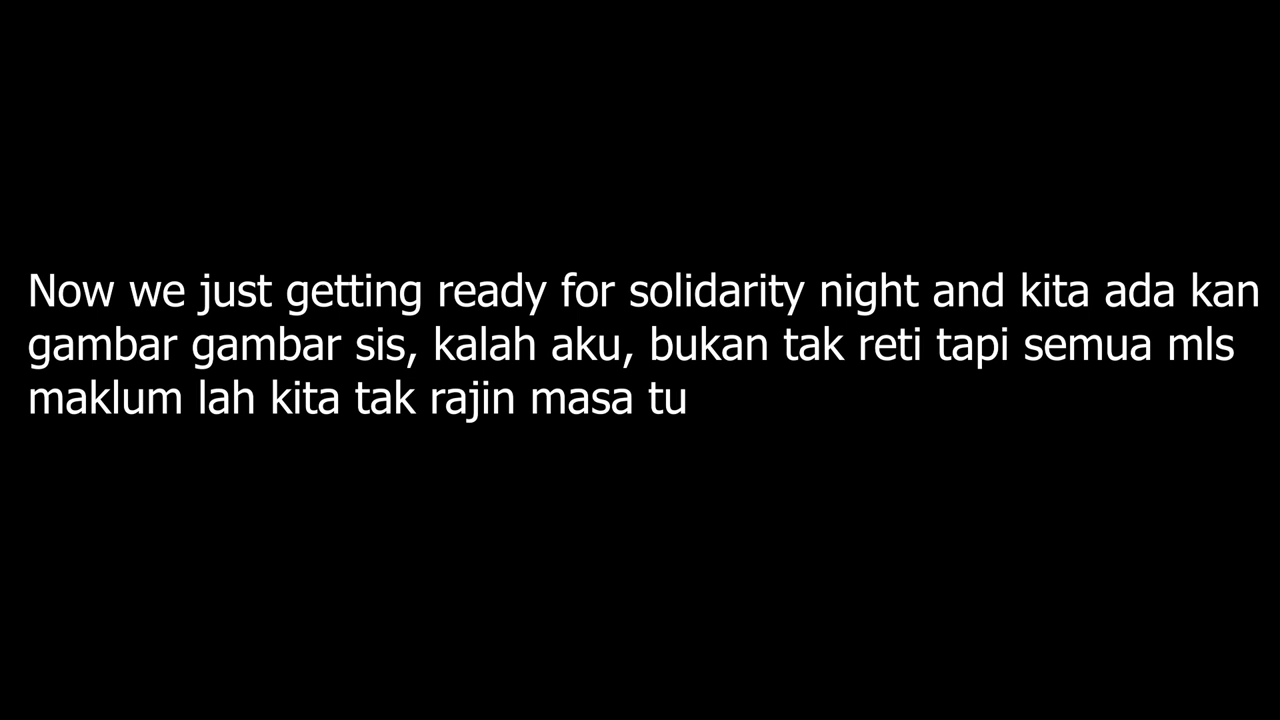 Now we just getting ready for solidarity night and kita ada kan
gambar gambar sis, kalah aku, bukan tak reti tapi semua mls
maklum lah kita tak rajin masa tu